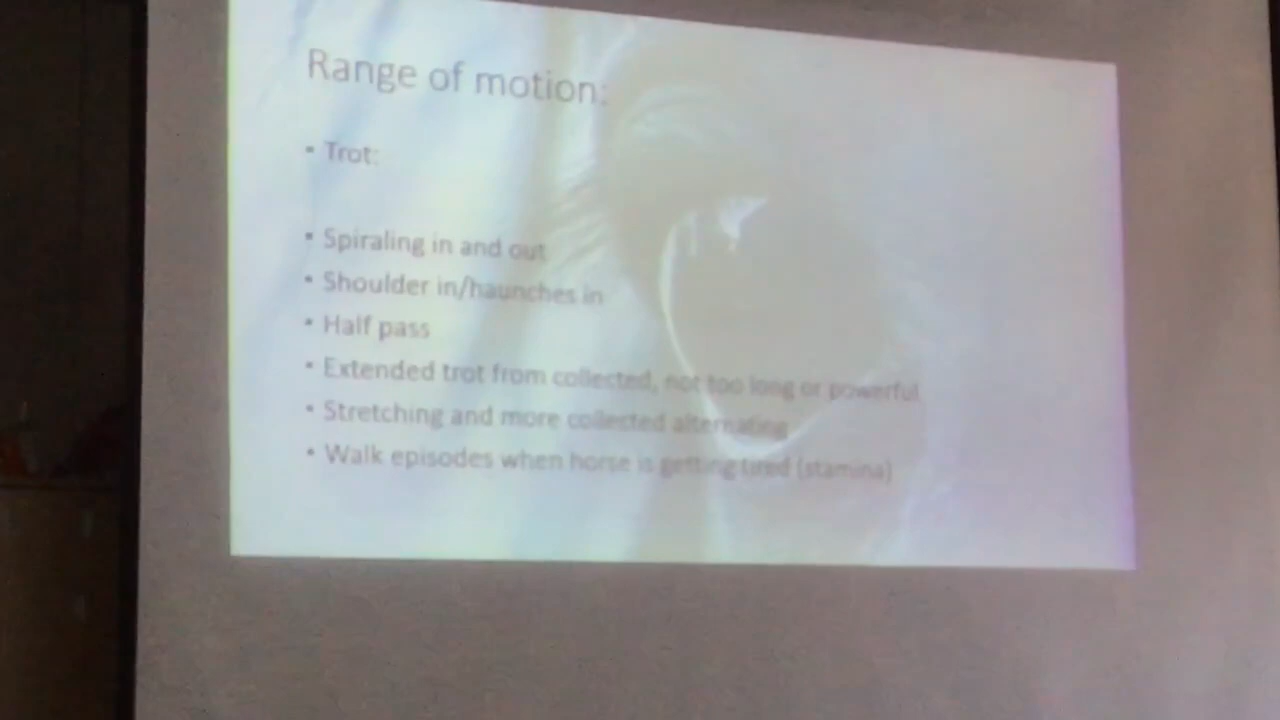 Range of motion:
• Trot:
• Spiraling in and out
• Shoulder in/haunches in
• Half pass
• Extended trot from collected, not too long or powerful
• Stretching and more collected alternating
• Walk episodes when horse is getting tired (stamina)